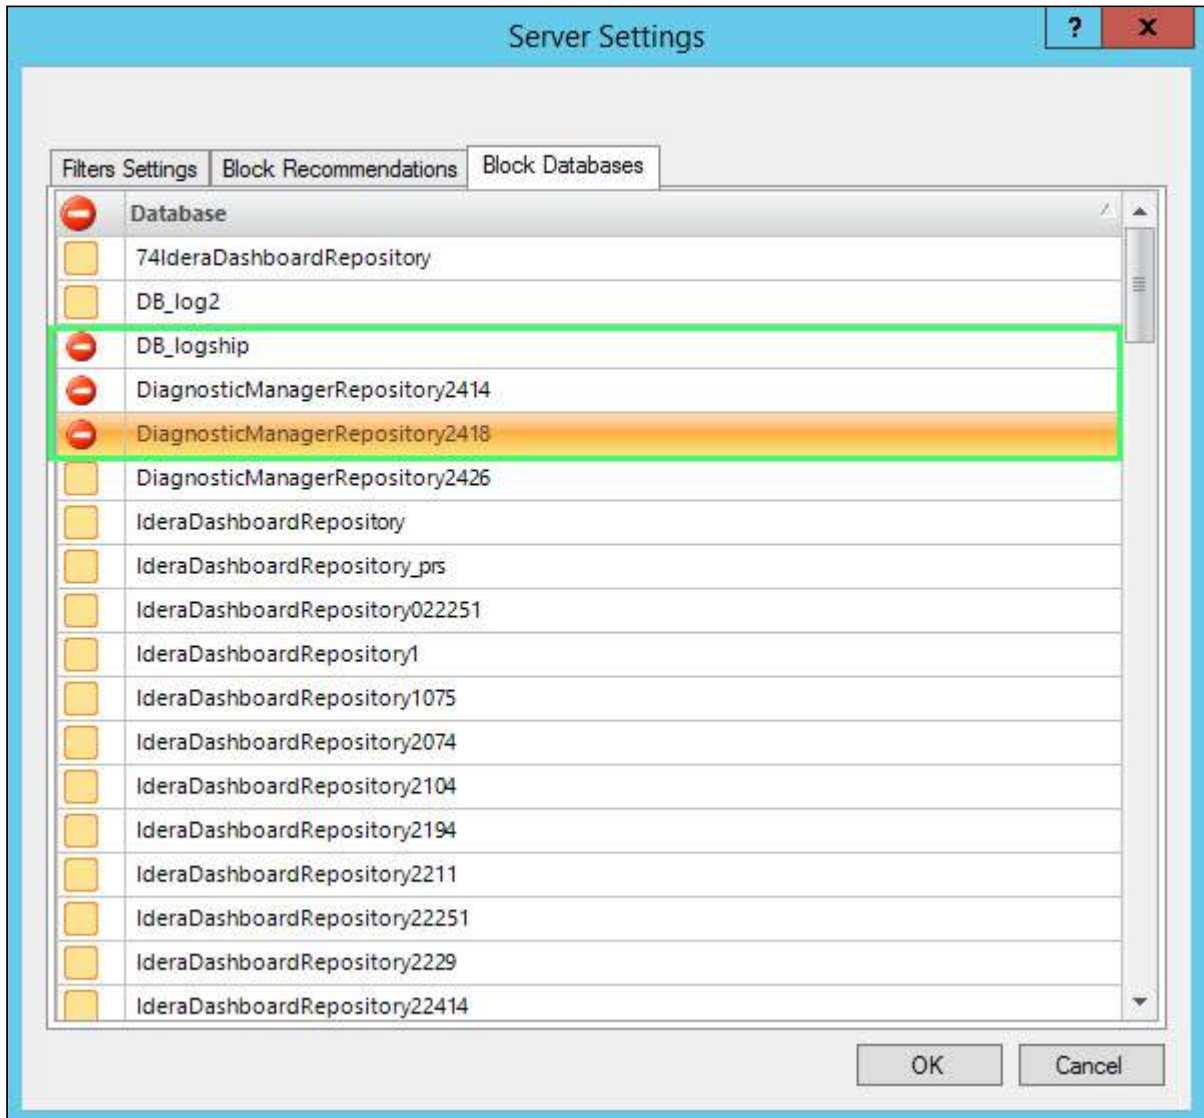 Server Settings
?
x
Filters Settings
Block Recommendations
Block Databases
Database
74IderaDashboardRepository
DB_log2
DB_logship
DiagnosticManagerRepository2414
DiagnosticManagerRepository2418
DiagnosticManagerRepository2426
IderaDashboardRepository
IderaDashboardRepository_prs
IderaDashboardRepository022251
IderaDashboardRepository1
IderaDashboardRepository1075
IderaDashboardRepository2074
IderaDashboardRepository2104
IderaDashboardRepository2194
IderaDashboardRepository2211
IderaDashboardRepository22251
IderaDashboardRepository2229
IderaDashboardRepository22414
OK
Cancel